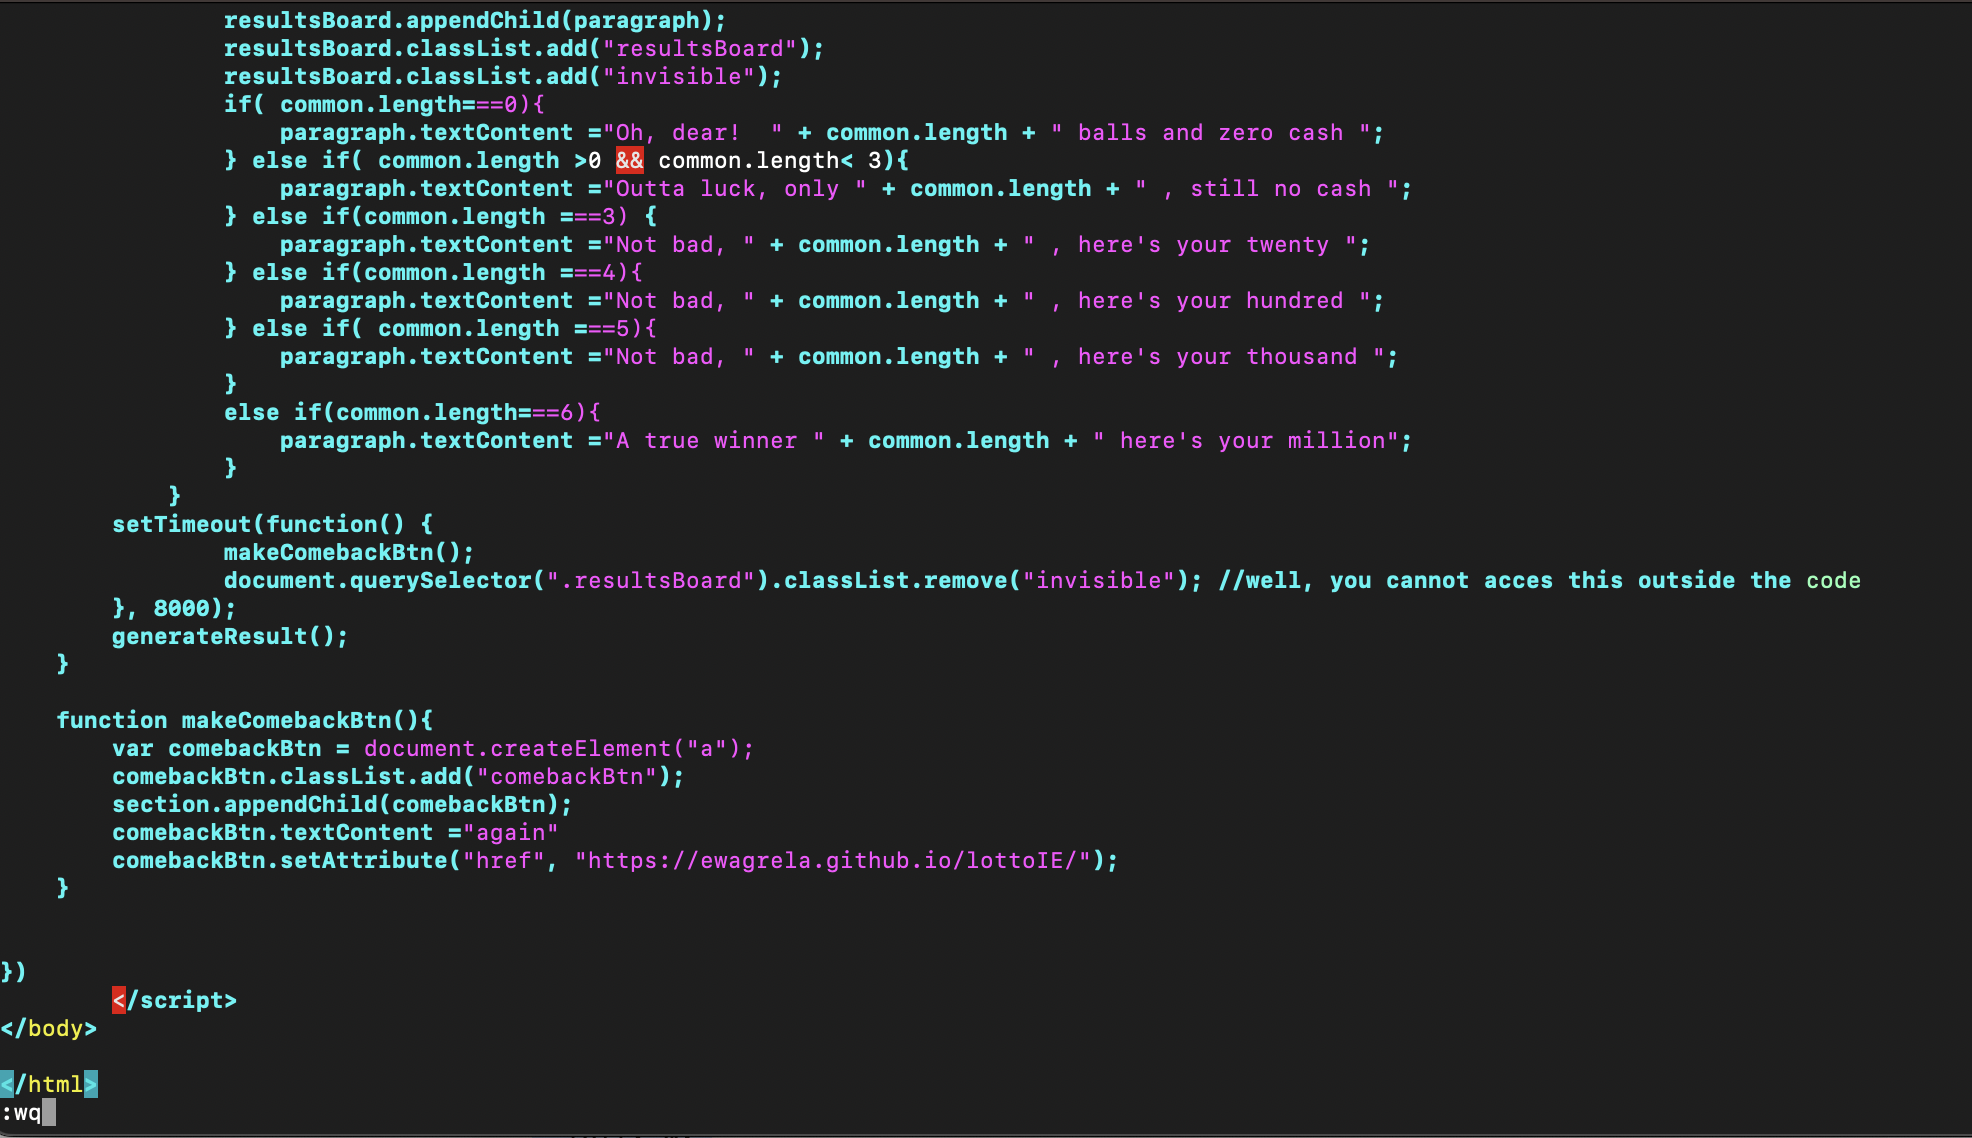 resultsBoard.appendChild(paragraph);
resultsBoard.classList.add("resultsBoard");
resultsBoard.classList.add("invisible");
if( common.length===0){
paragraph.textContent ="Oh, dear!  " + common.length + " balls and zero cash ";
} else if( common.length >0 && common.length< 3){
paragraph.textContent ="Outta luck, only " + common.length + " , still no cash ";
} else if(common.length ===3) {
paragraph.textContent ="Not bad, " + common.length + " , here's your twenty ";
} else if(common.length ===4){
paragraph.textContent ="Not bad, " + common.length + " , here's your hundred ";
} else if( common.length ===5){
paragraph.textContent ="Not bad, " + common.length + " , here's your thousand ";
}
else if(common.length===6){
paragraph.textContent ="A true winner " + common.length + " here's your million";
}
}
setTimeout(function() {
makeComebackBtn();
document.querySelector(".resultsBoard").classList.remove("invisible"); //well, you cannot acces this outside the code
}, 8000);
generateResult();
}
function makeComebackBtn(){
var comebackBtn = document.createElement("a");
comebackBtn.classList.add("comebackBtn");
section.appendChild(comebackBtn);
comebackBtn.textContent ="again"
comebackBtn.setAttribute("href", "https://ewagrela.github.io/lottoIE/");
}
})
</script>
</body>
</html>
:wq